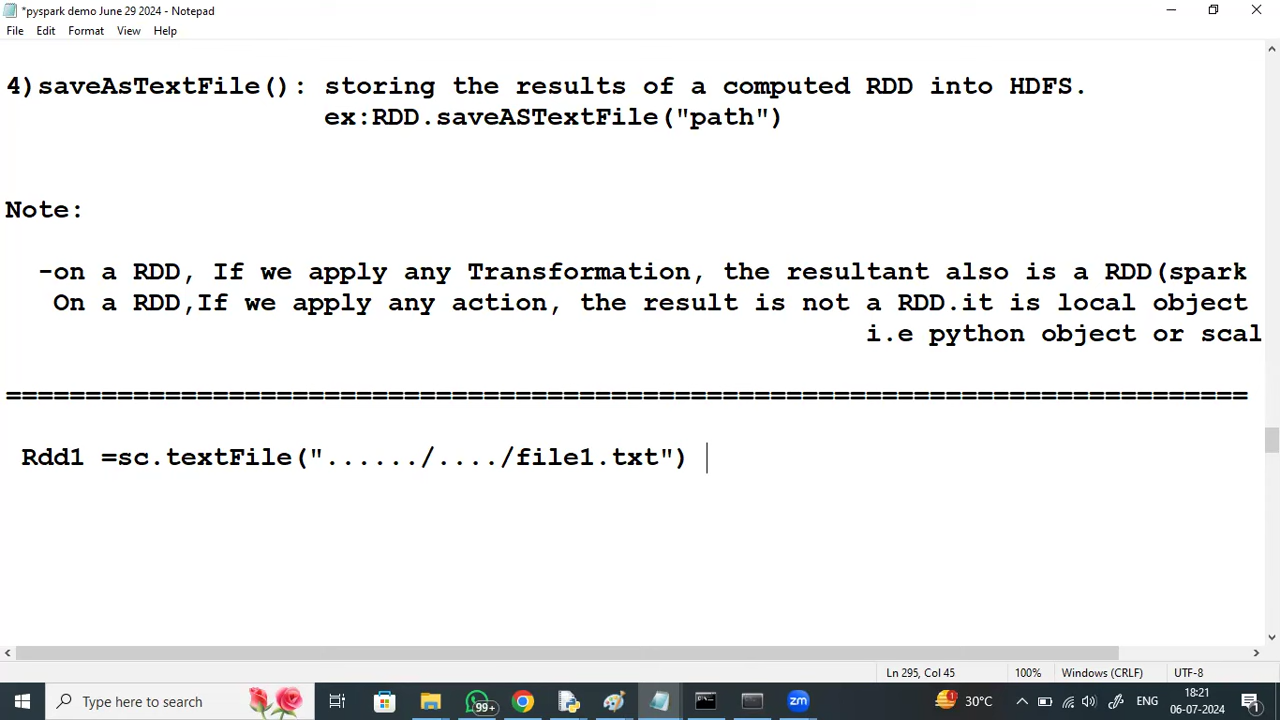 *pyspark demo June 29 2024 - Notepad
File Edit Format View Help
4)saveAsTextFile(): storing the results of a computed RDD into HDFS.
ex:RDD.saveASTextFile("path")
Note:
-on a RDD, If we apply any Transformation, the resultant also is a RDD(spark
On a RDD,If we apply any action, the result is not a RDD.it is local object
i.e python object or scal
==============================================================================
Rdd1 =sc.textFile("....../..../file1.txt")
Ln 295, Col 45 100% Windows (CRLF) UTF-8
Type here to search 99+ zm 1 30°C ENG 18:21 1
06-07-2024